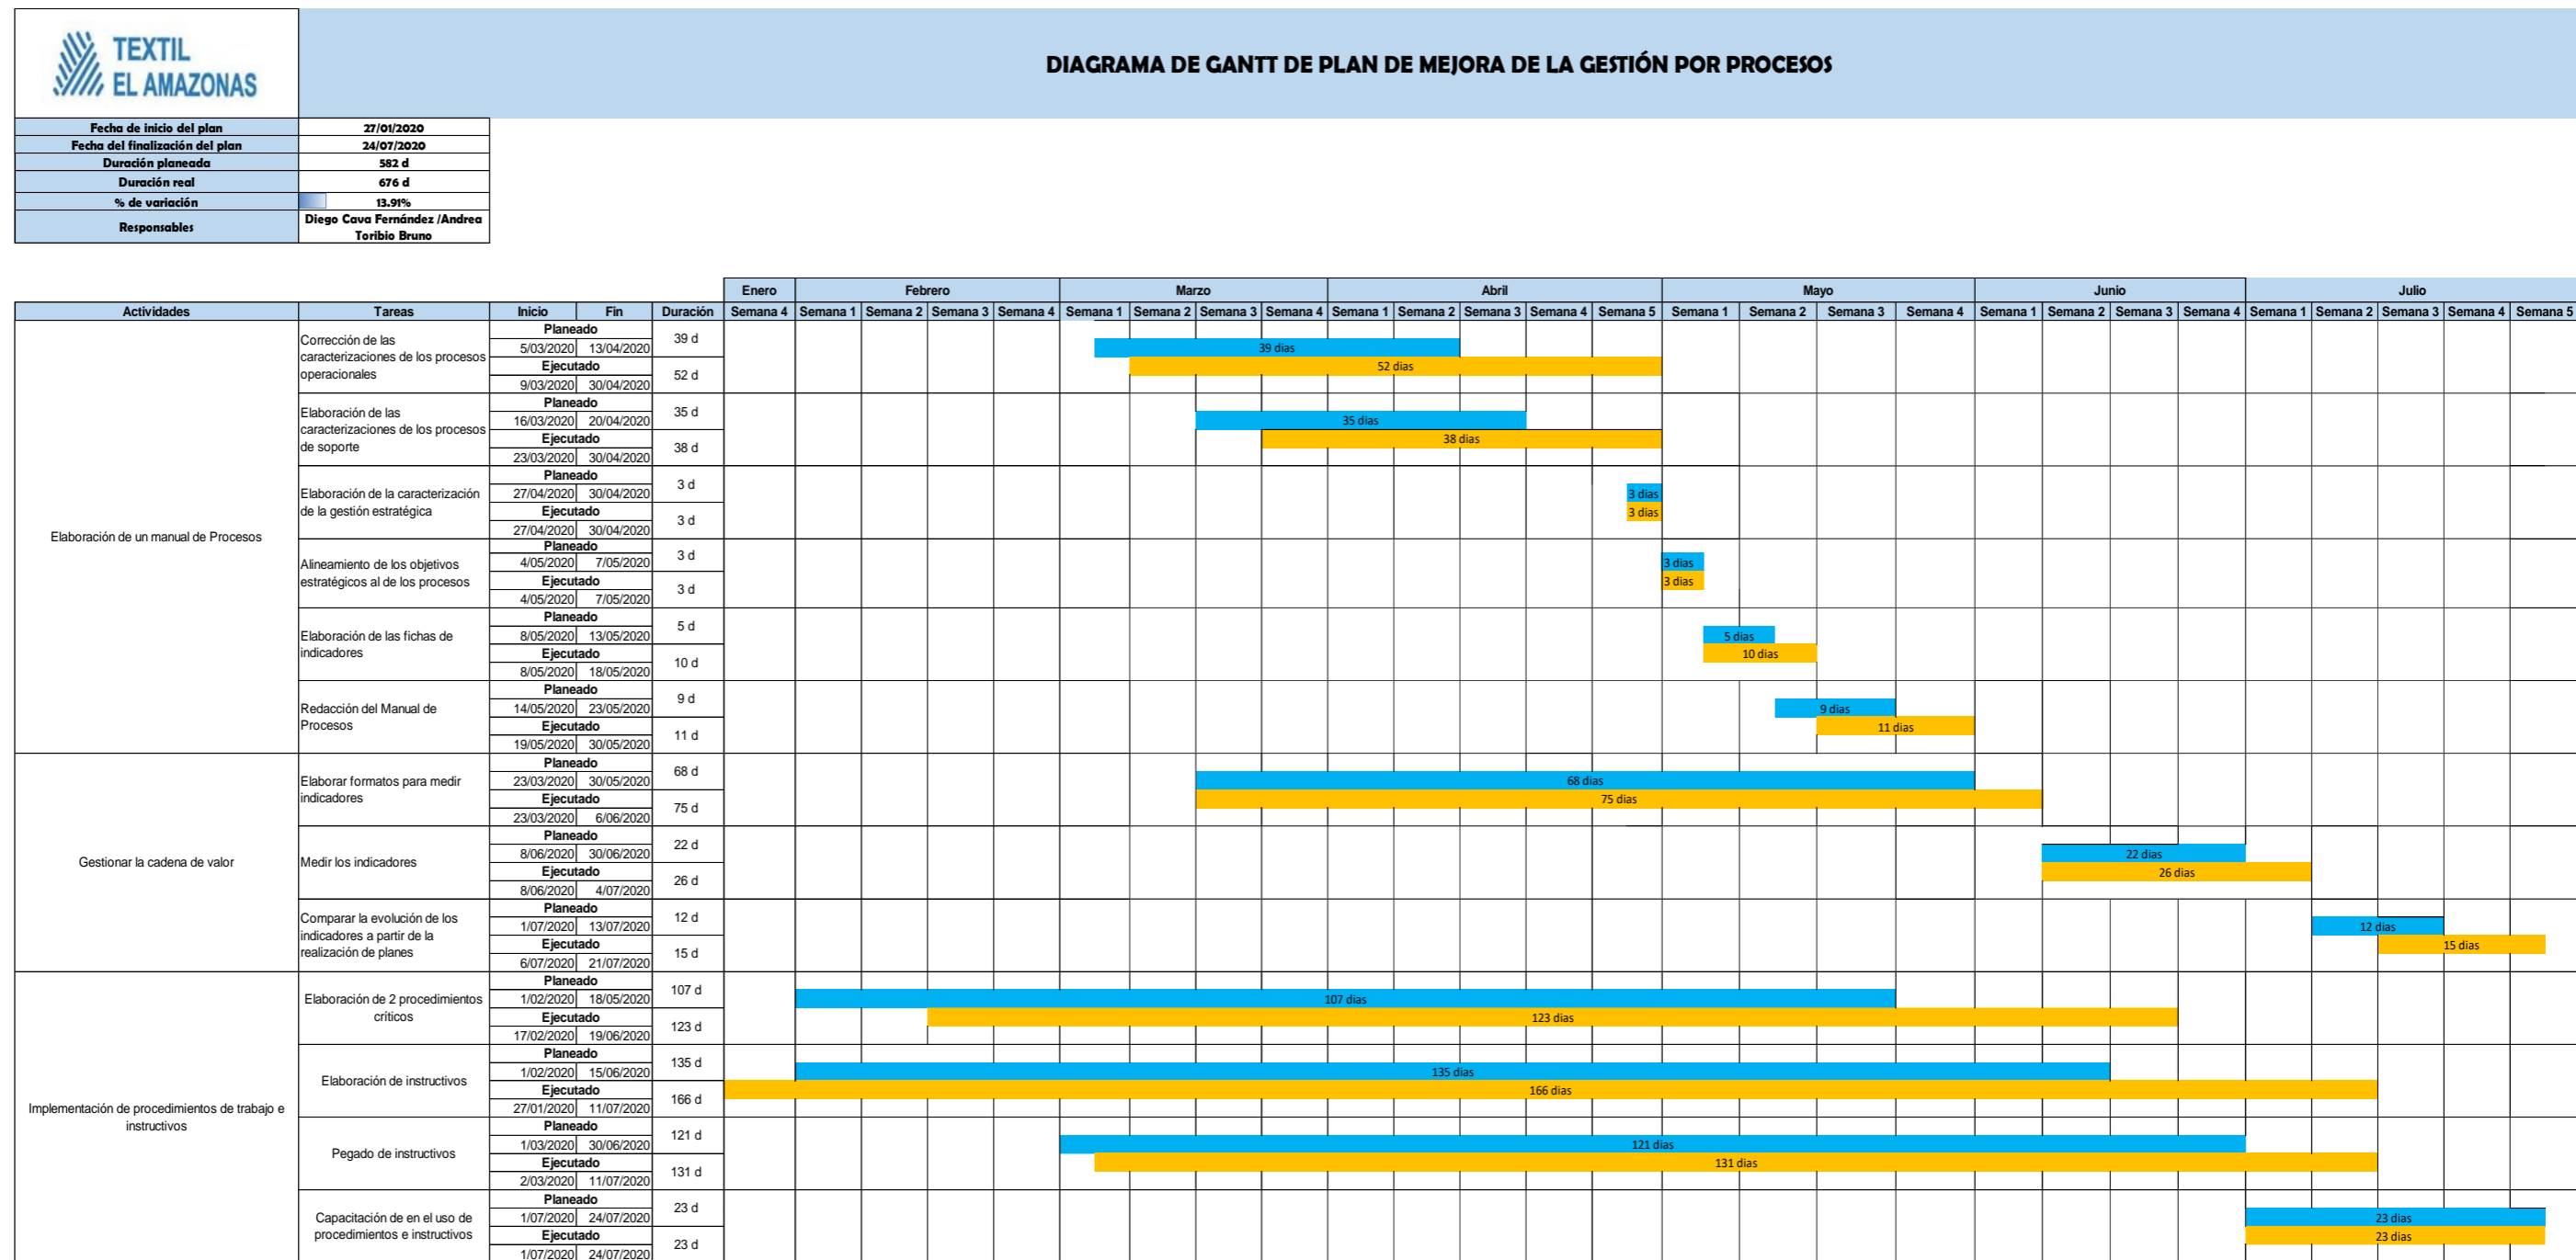 TEXTIL
EL AMAZONAS
DIAGRAMA DE GANTT DE PLAN DE MEJORA DE LA GESTIÓN POR PROCESOS
Fecha de inicio del plan 27/01/2020
Fecha del finalización del plan 24/07/2020
Duración planeada 582 d
Duración real 676 d
% de variación 13.91%
Responsables Diego Cava Fernández /Andrea
Toribio Bruno
Enero Febrero Marzo Abril Mayo Junio Julio
Actividades Tareas Inicio Fin Duración Semana 4 Semana 1 Semana 2 Semana 3 Semana 4 Semana 1 Semana 2 Semana 3 Semana 4 Semana 1 Semana 2 Semana 3 Semana 4 Semana 5 Semana 1 Semana 2 Semana 3 Semana 4 Semana 1 Semana 2 Semana 3 Semana 4 Semana 1 Semana 2 Semana 3 Semana 4 Semana 5
Elaboración de un manual de Procesos
Corrección de las
caracterizaciones de los procesos
operacionales
Planeado
5/03/2020 13/04/2020 39 d 39 dias
Ejecutado
9/03/2020 30/04/2020 52 d 52 dias
Elaboración de las
caracterizaciones de los procesos
de soporte
Planeado
16/03/2020 20/04/2020 35 d 35 dias
Ejecutado
23/03/2020 30/04/2020 38 d 38 dias
Elaboración de la caracterización
de la gestión estratégica
Planeado
27/04/2020 30/04/2020 3 d 3 dias
Ejecutado
27/04/2020 30/04/2020 3 d 3 dias
Alineamiento de los objetivos
estratégicos al de los procesos
Planeado
4/05/2020 7/05/2020 3 d 3 dias
Ejecutado
4/05/2020 7/05/2020 3 d 3 dias
Elaboración de las fichas de
indicadores
Planeado
8/05/2020 13/05/2020 5 d 5 dias
Ejecutado
8/05/2020 18/05/2020 10 d 10 dias
Redacción del Manual de
Procesos
Planeado
14/05/2020 23/05/2020 9 d 9 dias
Ejecutado
19/05/2020 30/05/2020 11 d 11 dias
Gestionar la cadena de valor
Elaborar formatos para medir
indicadores
Planeado
23/03/2020 30/05/2020 68 d 68 dias
Ejecutado
23/03/2020 6/06/2020 75 d 75 dias
Medir los indicadores
Planeado
8/06/2020 30/06/2020 22 d 22 dias
Ejecutado
8/06/2020 4/07/2020 26 d 26 dias
Comparar la evolución de los
indicadores a partir de la
realización de planes
Planeado
1/07/2020 13/07/2020 12 d 12 dias
Ejecutado
6/07/2020 21/07/2020 15 d 15 dias
Implementación de procedimientos de trabajo e
instructivos
Elaboración de 2 procedimientos
críticos
Planeado
1/02/2020 18/05/2020 107 d 107 dias
Ejecutado
17/02/2020 19/06/2020 123 d 123 dias
Elaboración de instructivos
Planeado
1/02/2020 15/06/2020 135 d 135 dias
Ejecutado
27/01/2020 11/07/2020 166 d 166 dias
Pegado de instructivos
Planeado
1/03/2020 30/06/2020 121 d 121 dias
Ejecutado
2/03/2020 11/07/2020 131 d 131 dias
Capacitación de en el uso de
procedimientos e instructivos
Planeado
1/07/2020 24/07/2020 23 d 23 dias
Ejecutado
1/07/2020 24/07/2020 23 d 23 dias